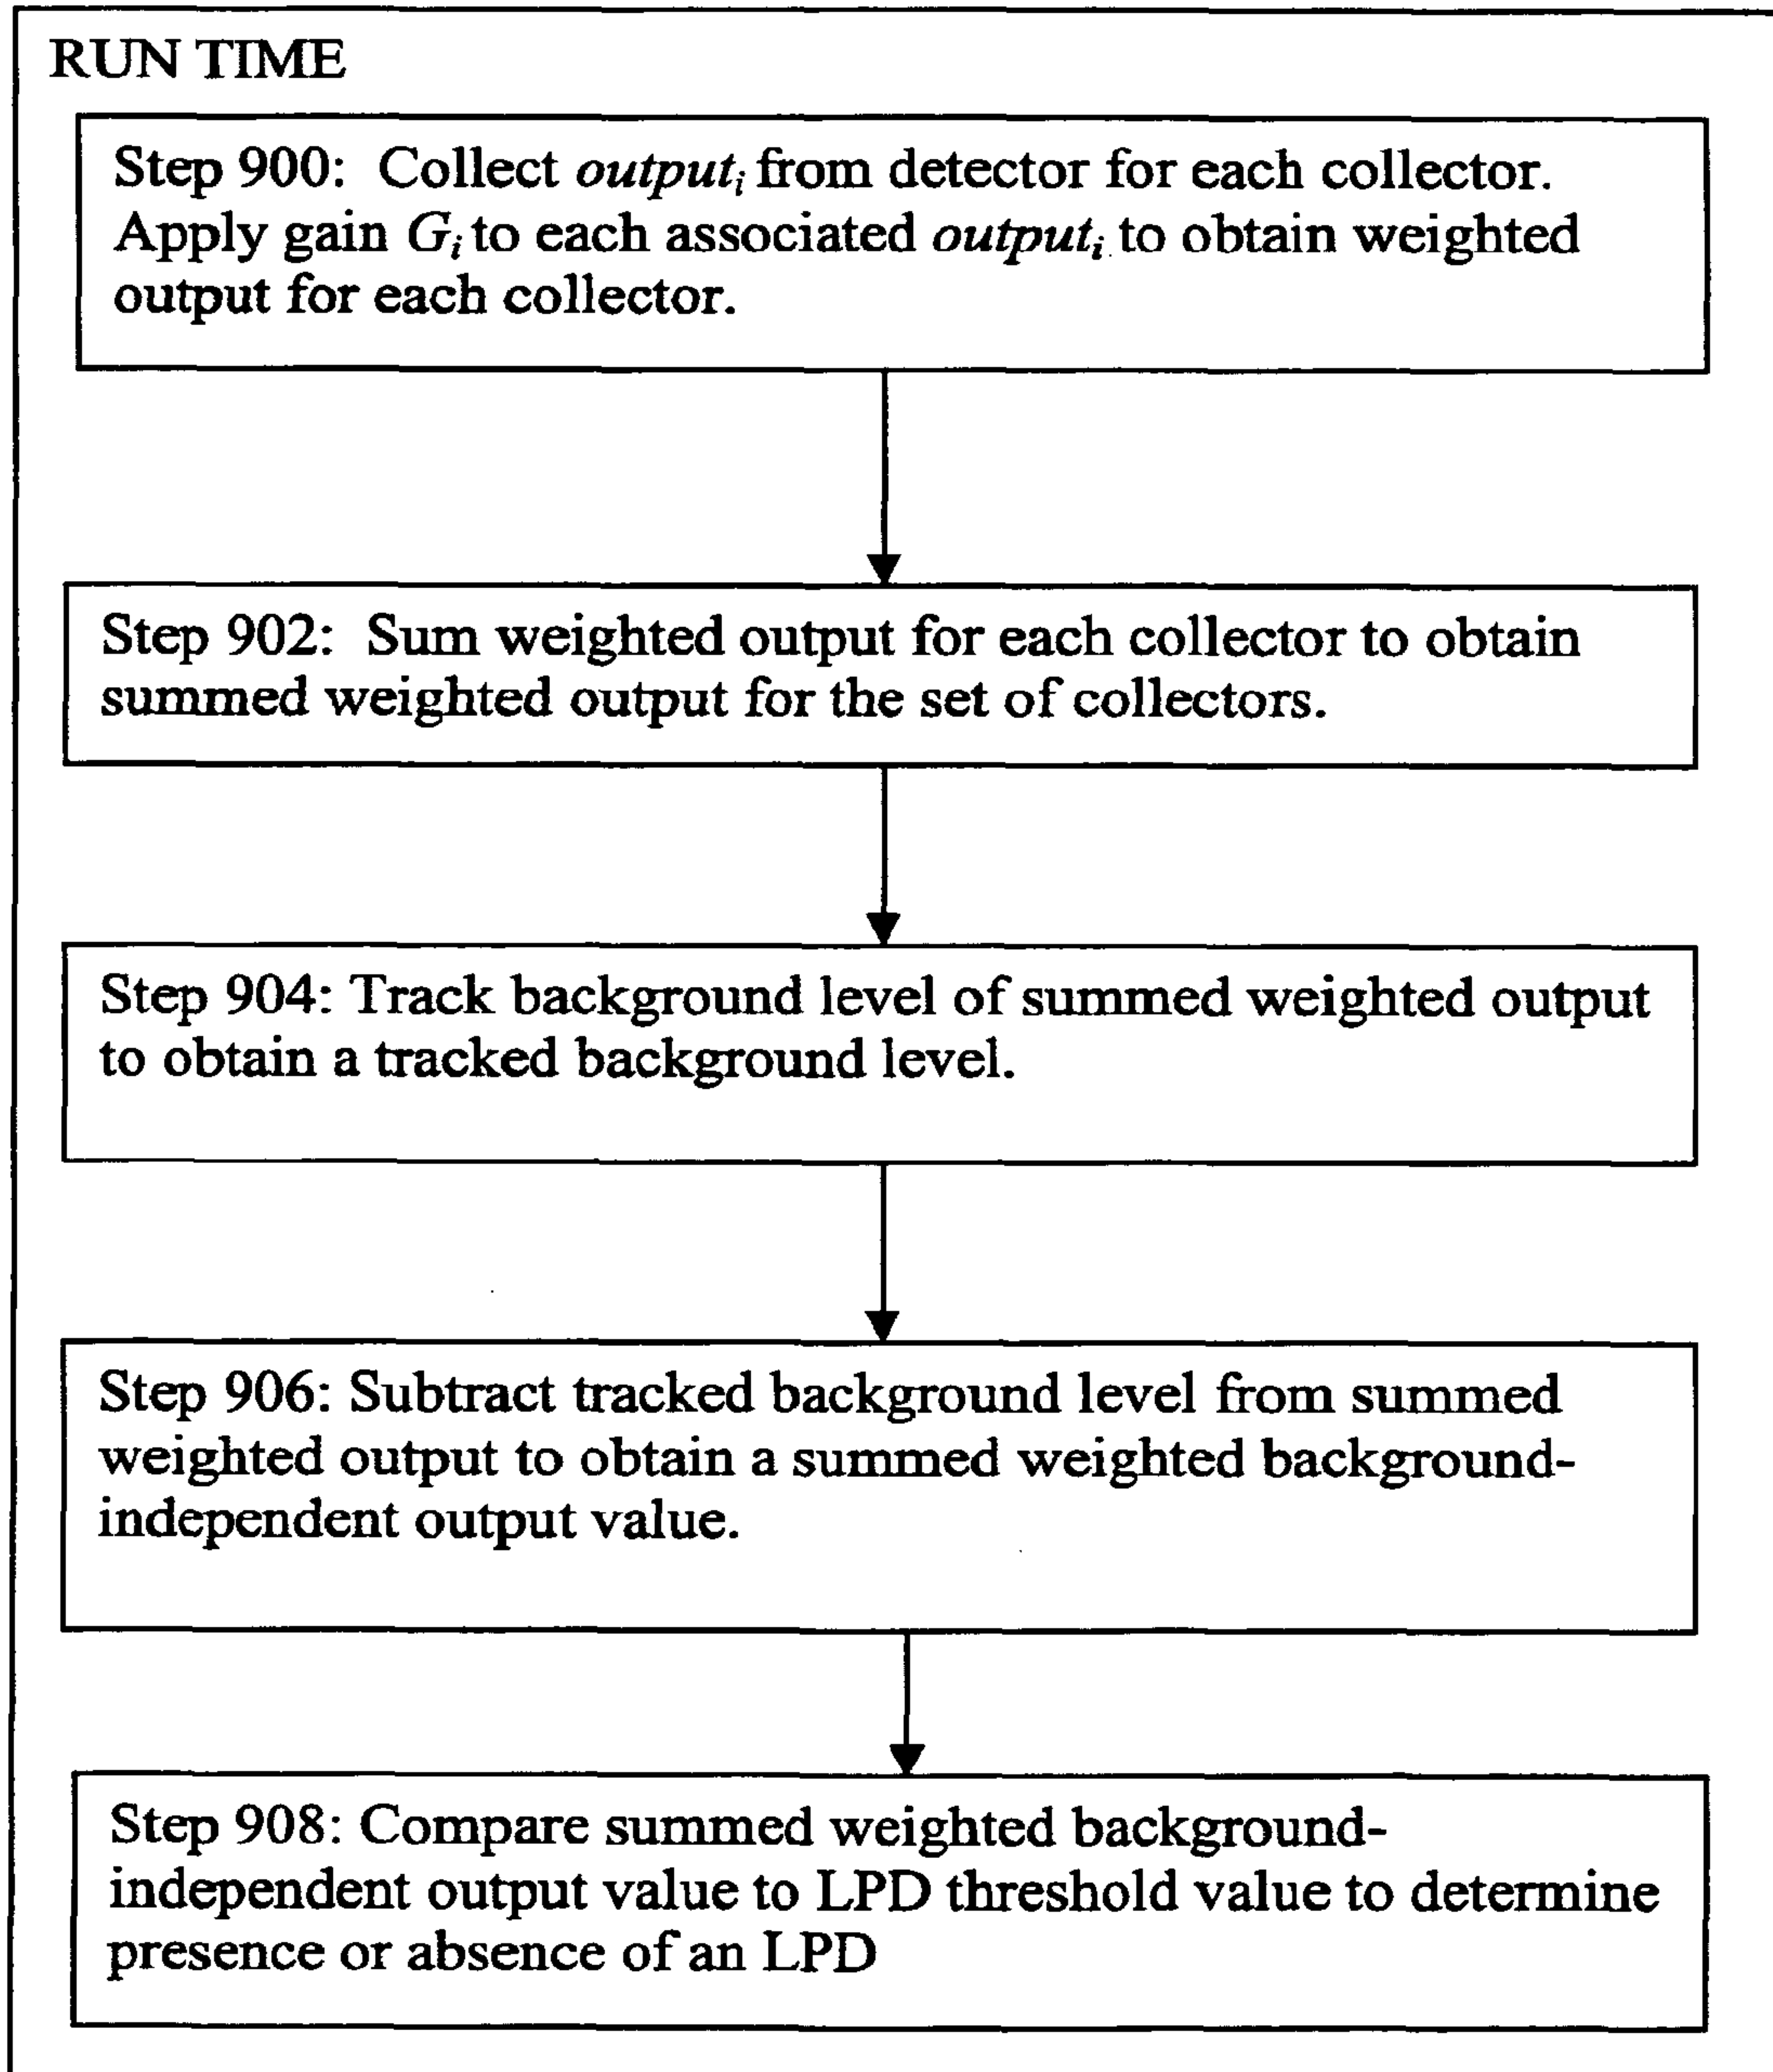 RUN TIME
Step 900: Collect output_i from detector for each collector.
Apply gain G_i to each associated output_i to obtain weighted
output for each collector.
Step 902: Sum weighted output for each collector to obtain
summed weighted output for the set of collectors.
Step 904: Track background level of summed weighted output
to obtain a tracked background level.
Step 906: Subtract tracked background level from summed
weighted output to obtain a summed weighted background-
independent output value.
Step 908: Compare summed weighted background-
independent output value to LPD threshold value to determine
presence or absence of an LPD